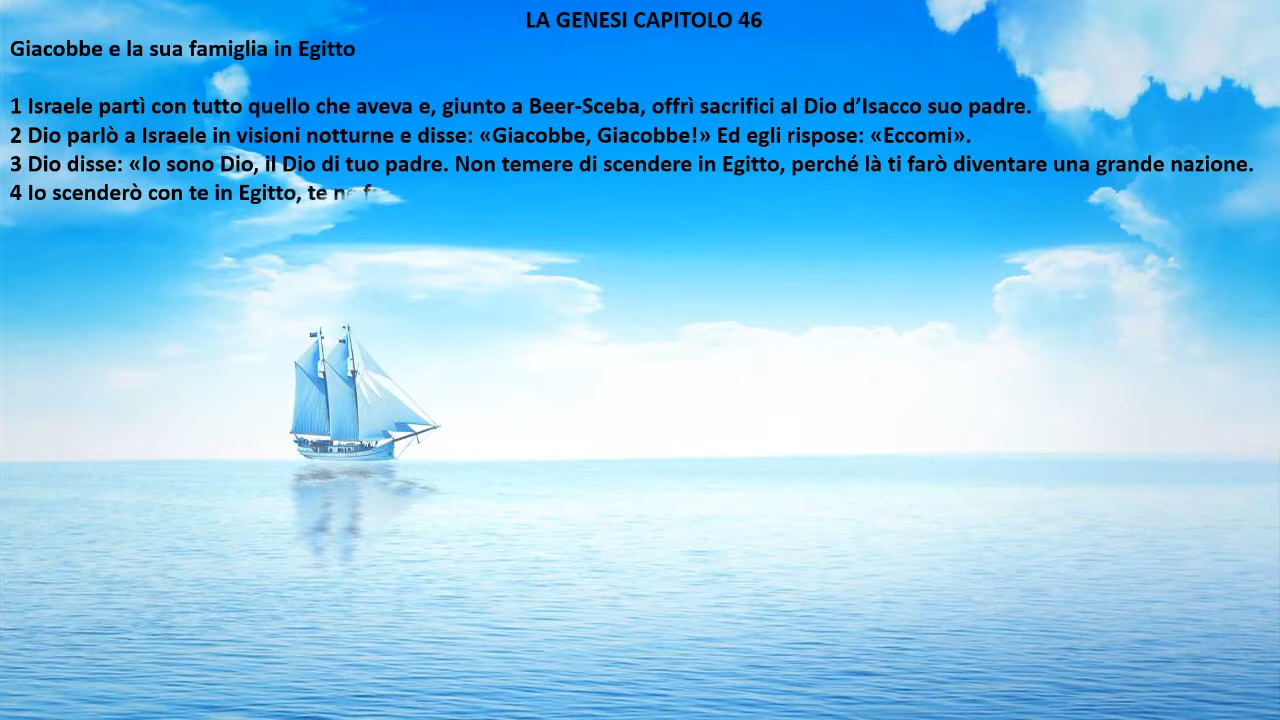 LA GENESI CAPITOLO 46
Giacobbe e la sua famiglia in Egitto
1 Israele partì con tutto quello che aveva e, giunto a Beer-Sceba, offrì sacrifici al Dio d’Isacco suo padre.
2 Dio parlò a Israele in visioni notturne e disse: «Giacobbe, Giacobbe!» Ed egli rispose: «Eccomi».
3 Dio disse: «Io sono Dio, il Dio di tuo padre. Non temere di scendere in Egitto, perché là ti farò diventare una grande nazione.
4 Io scenderò con te in Egitto, te